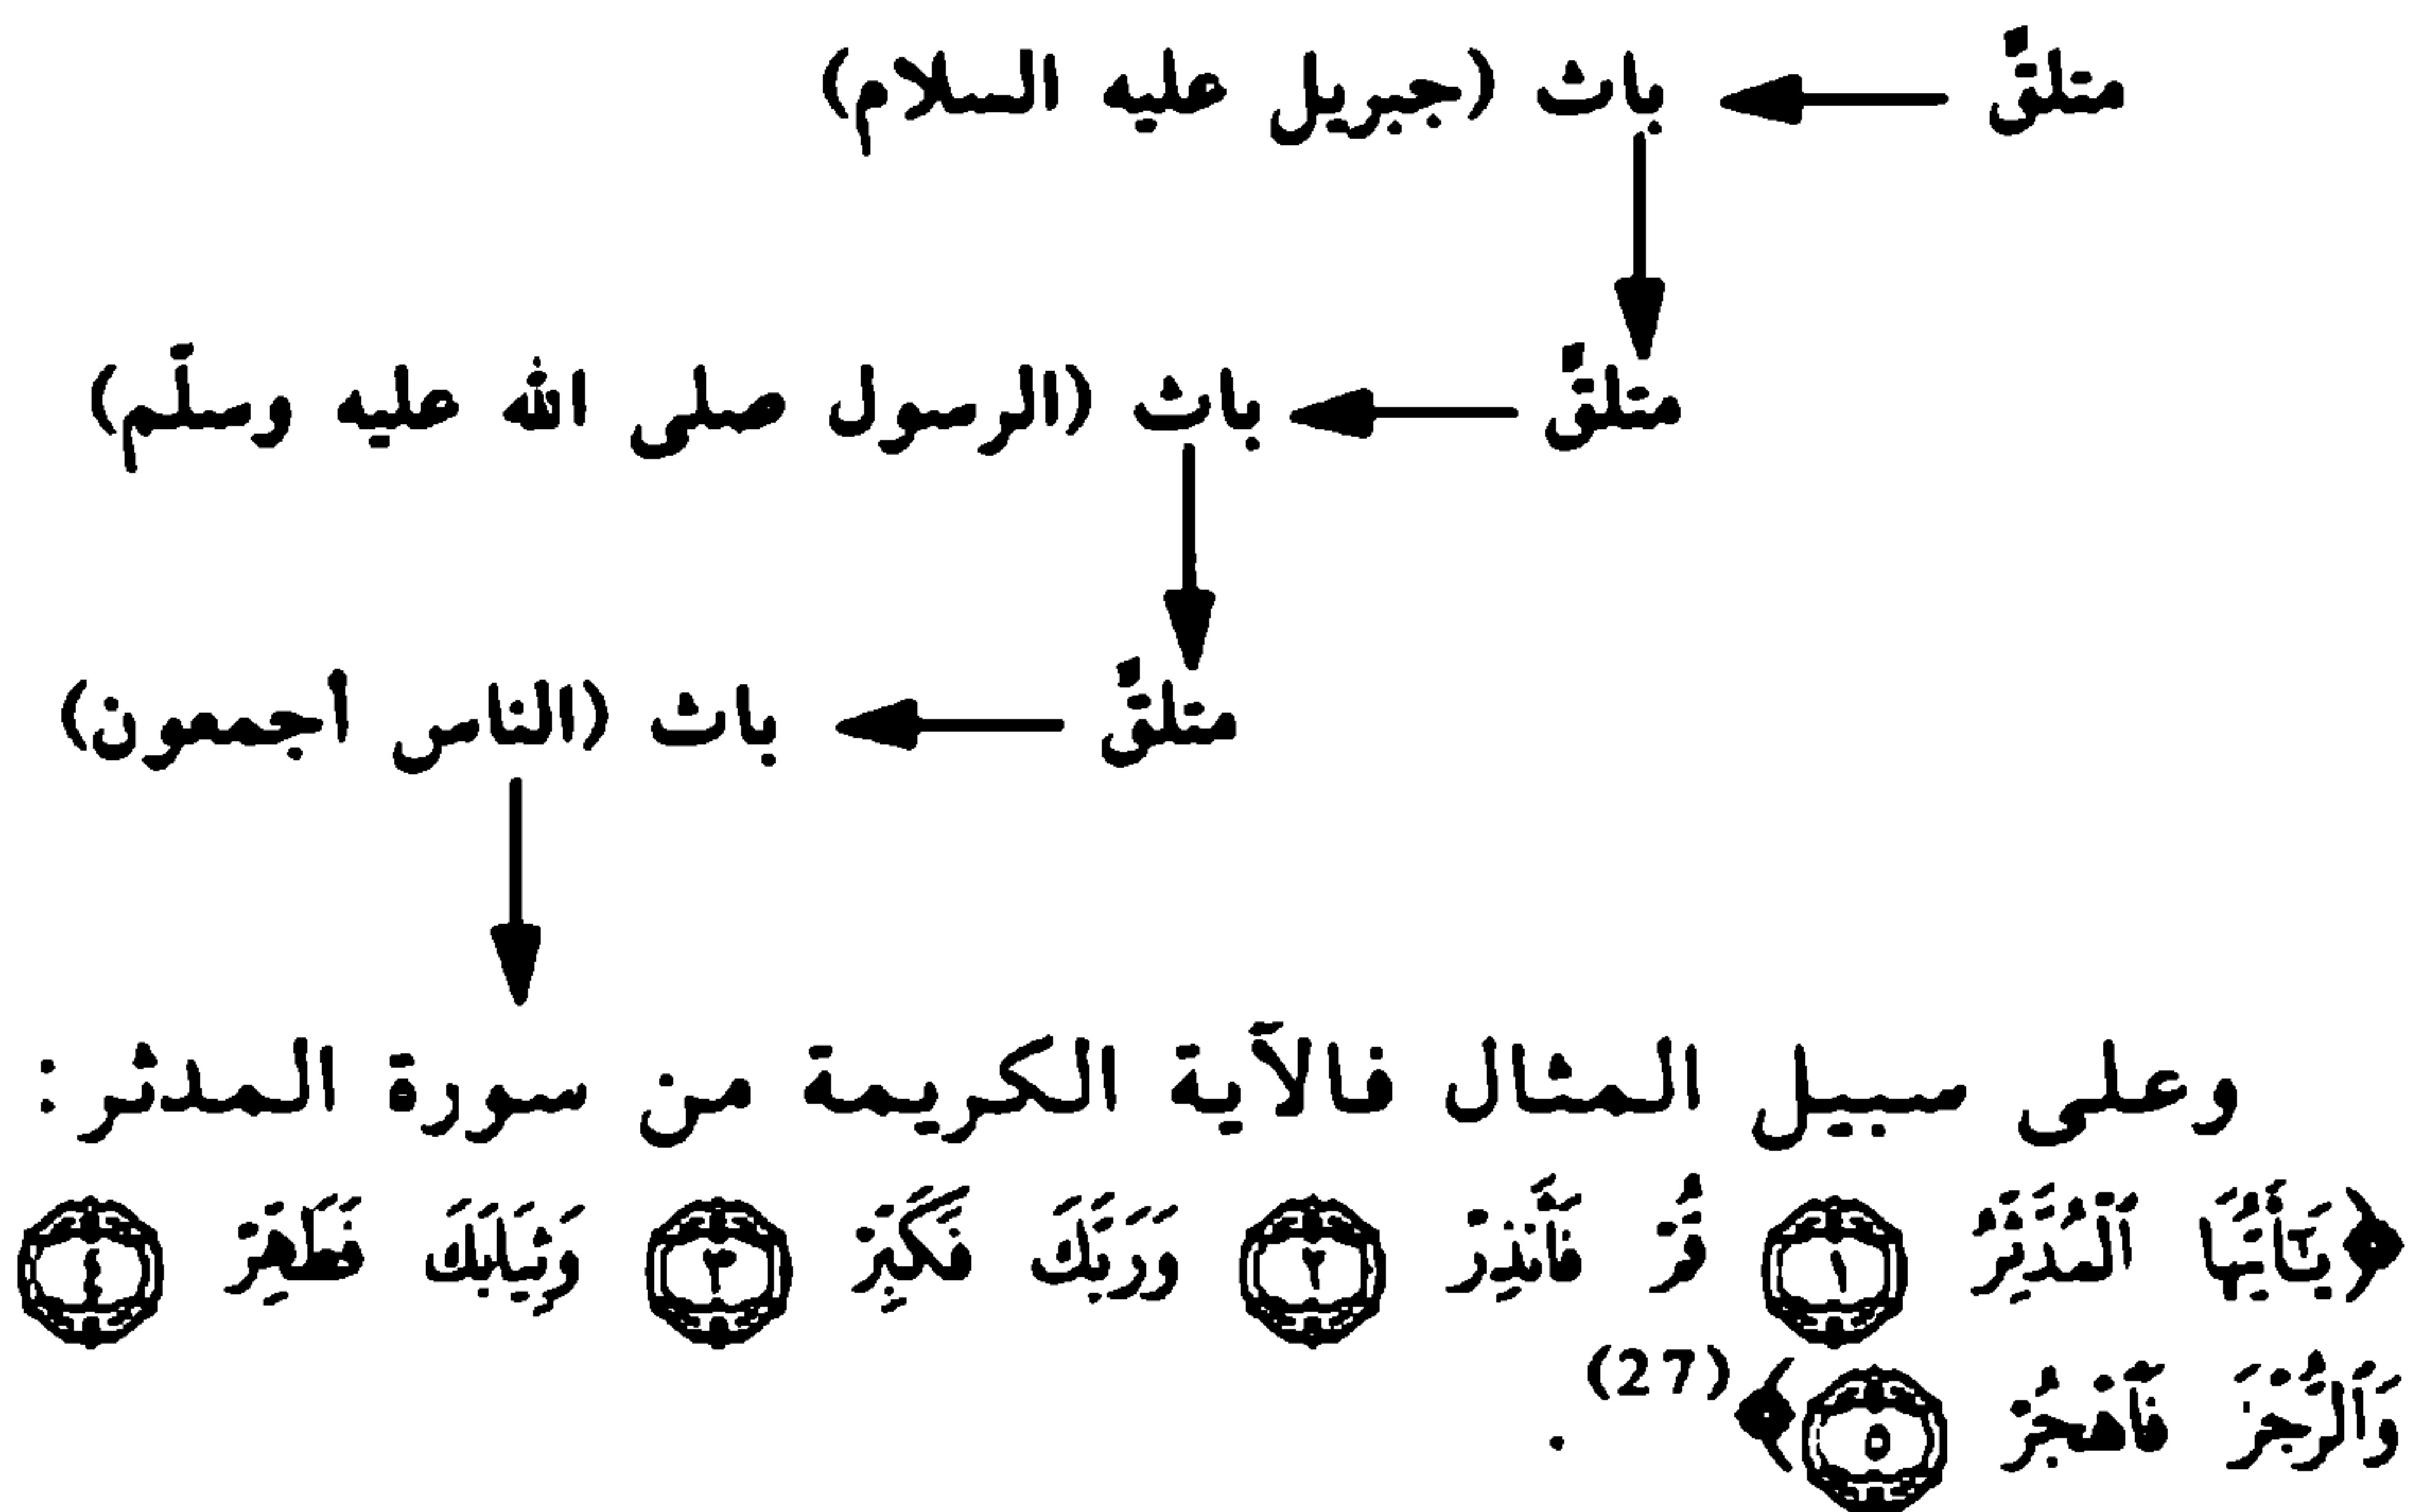 متلقٍّ باث (جبريل عليه السلام)
متلقٍّ باث (الرسول صلى الله عليه وسلّم)
متلقٍّ باث (الناس أجمعون)
وعلى سبيل المثال فالآية الكريمة من سورة المدثر :
﴿يَٰٓأَيُّهَا ٱلْمُدَّثِّرُ ١ قُمْ فَأَنذِرْ ٢ وَرَبَّكَ فَكَبِّرْ ٣ وَثِيَابَكَ فَطَهِّرْ ٤
وَٱلرُّجْزَ فَٱهْجُرْ ٥﴾(27) .